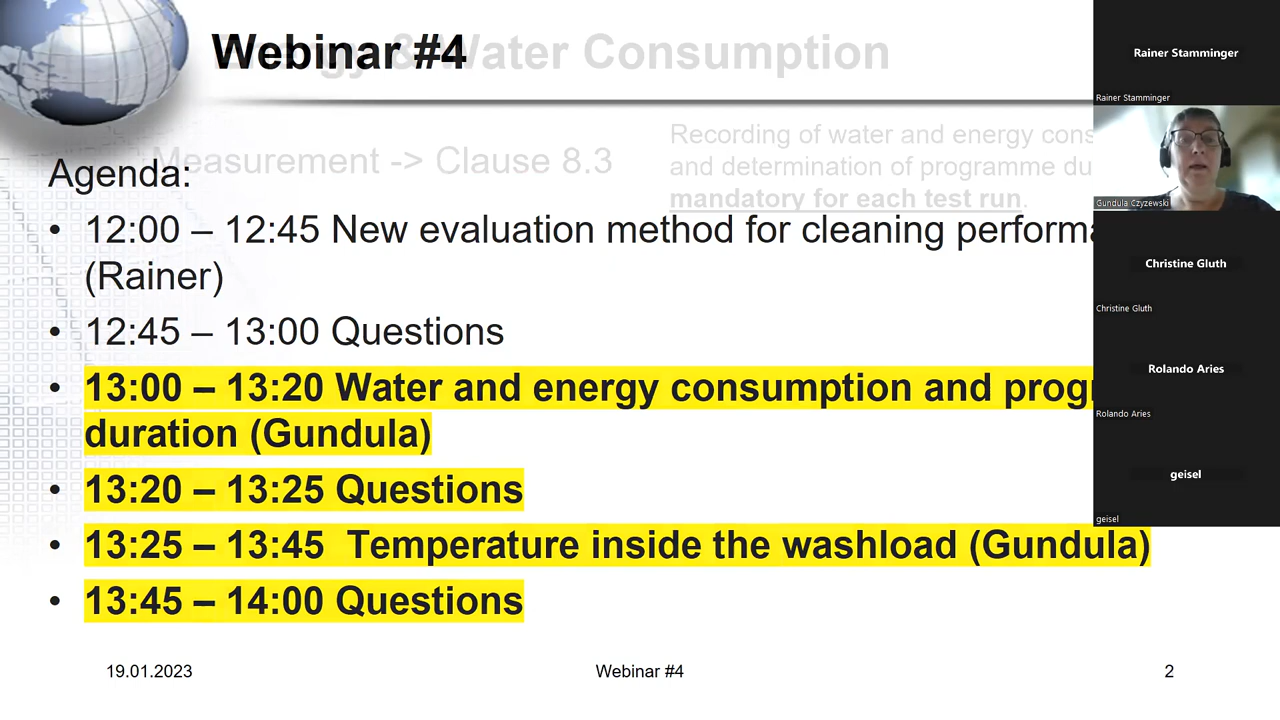 Webinar #4
Energy & Water Consumption
Measurement -> Clause 8.3
Recording of water and energy cons
and determination of programme du
mandatory for each test run.
Agenda:
• 12:00 – 12:45 New evaluation method for cleaning performa
(Rainer)
• 12:45 – 13:00 Questions
• 13:00 – 13:20 Water and energy consumption and progr
duration (Gundula)
• 13:20 – 13:25 Questions
• 13:25 – 13:45 Temperature inside the washload (Gundula)
• 13:45 – 14:00 Questions
19.01.2023
Webinar #4
2
Rainer Stamminger
Rainer Stamminger
Gundula Czyzewski
Christine Gluth
Christine Gluth
Rolando Aries
Rolando Aries
geisel
geisel